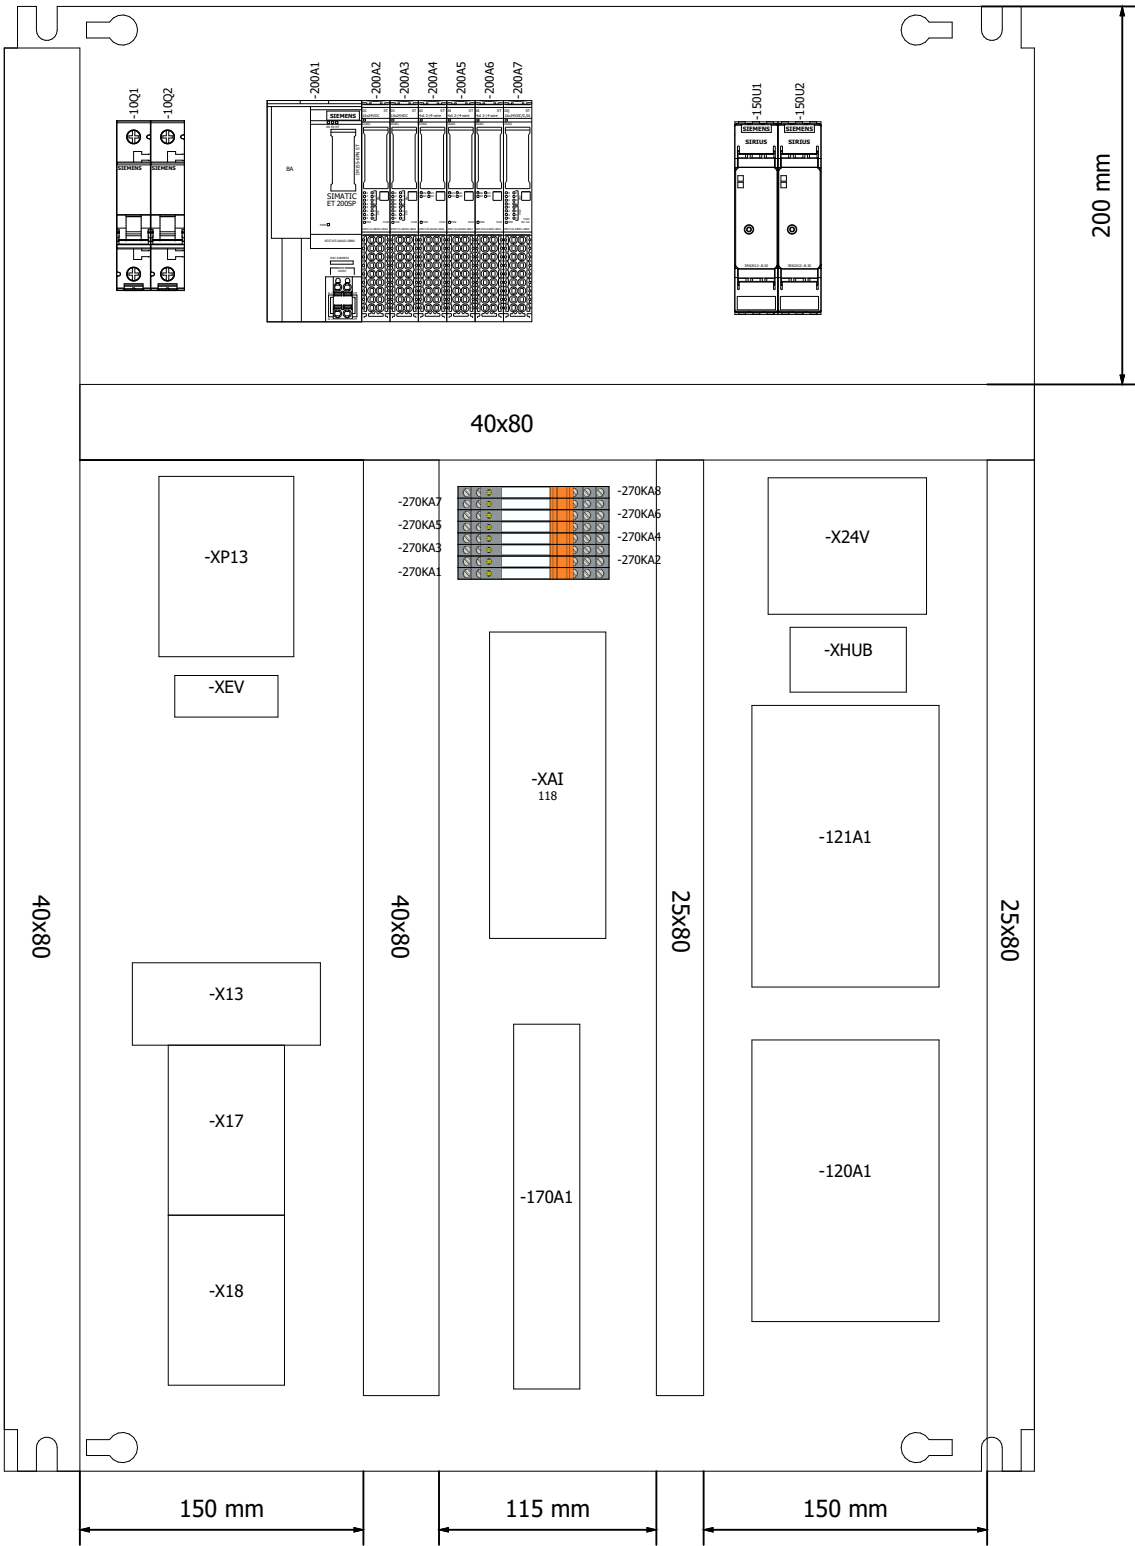 -10Q1
-10Q2
-200A1
-200A2
-200A3
-200A4
-200A5
-200A6
-200A7
-150U1
-150U2
SIEMENS
SIEMENS
SIEMENS
BA
SIMATIC
ET 200SP
SIEMENS
SIRIUS
SIEMENS
SIRIUS
200 mm
40x80
-XP13
-XEV
-X13
-X17
-X18
-270KA7
-270KA5
-270KA3
-270KA1
-270KA8
-270KA6
-270KA4
-270KA2
-XAI
118
-170A1
-X24V
-XHUB
-121A1
-120A1
40x80
40x80
25x80
25x80
150 mm
115 mm
150 mm